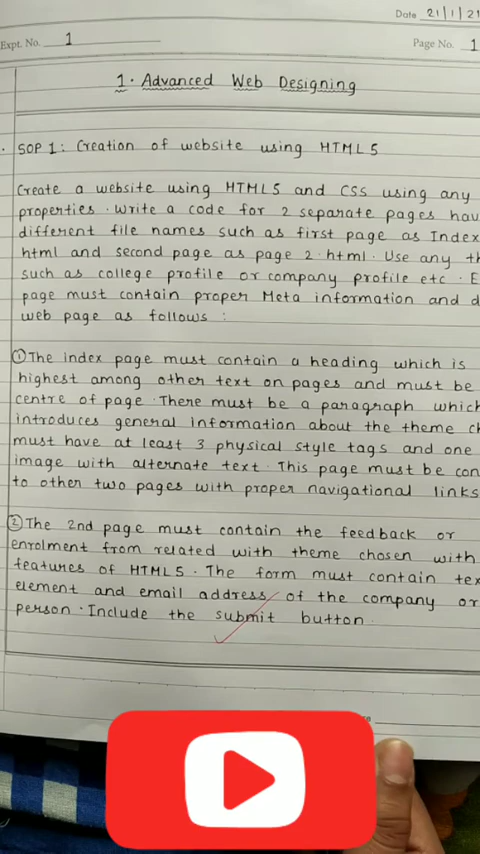 Date 21/1/21
Expt. No. 1
Page No. 1
1. Advanced Web Designing
SOP 1: Creation of website using HTML5
Create a website using HTML5 and CSS using any
properties. Write a code for 2 separate pages hav
different file names such as first page as Index
html and second page as page 2.html. Use any th
such as college profile or company profile etc. E
page must contain proper Meta information and d
web page as follows:
① The index page must contain a heading which is
highest among other text on pages and must be
centre of page. There must be a paragraph which
introduces general information about the theme ch
must have at least 3 physical style tags and one
image with alternate text. This page must be con
to other two pages with proper navigational links
② The 2nd page must contain the feedback or
enrolment from related with theme chosen with
features of HTML5. The form must contain tex
element and email address of the company or
person. Include the submit button.